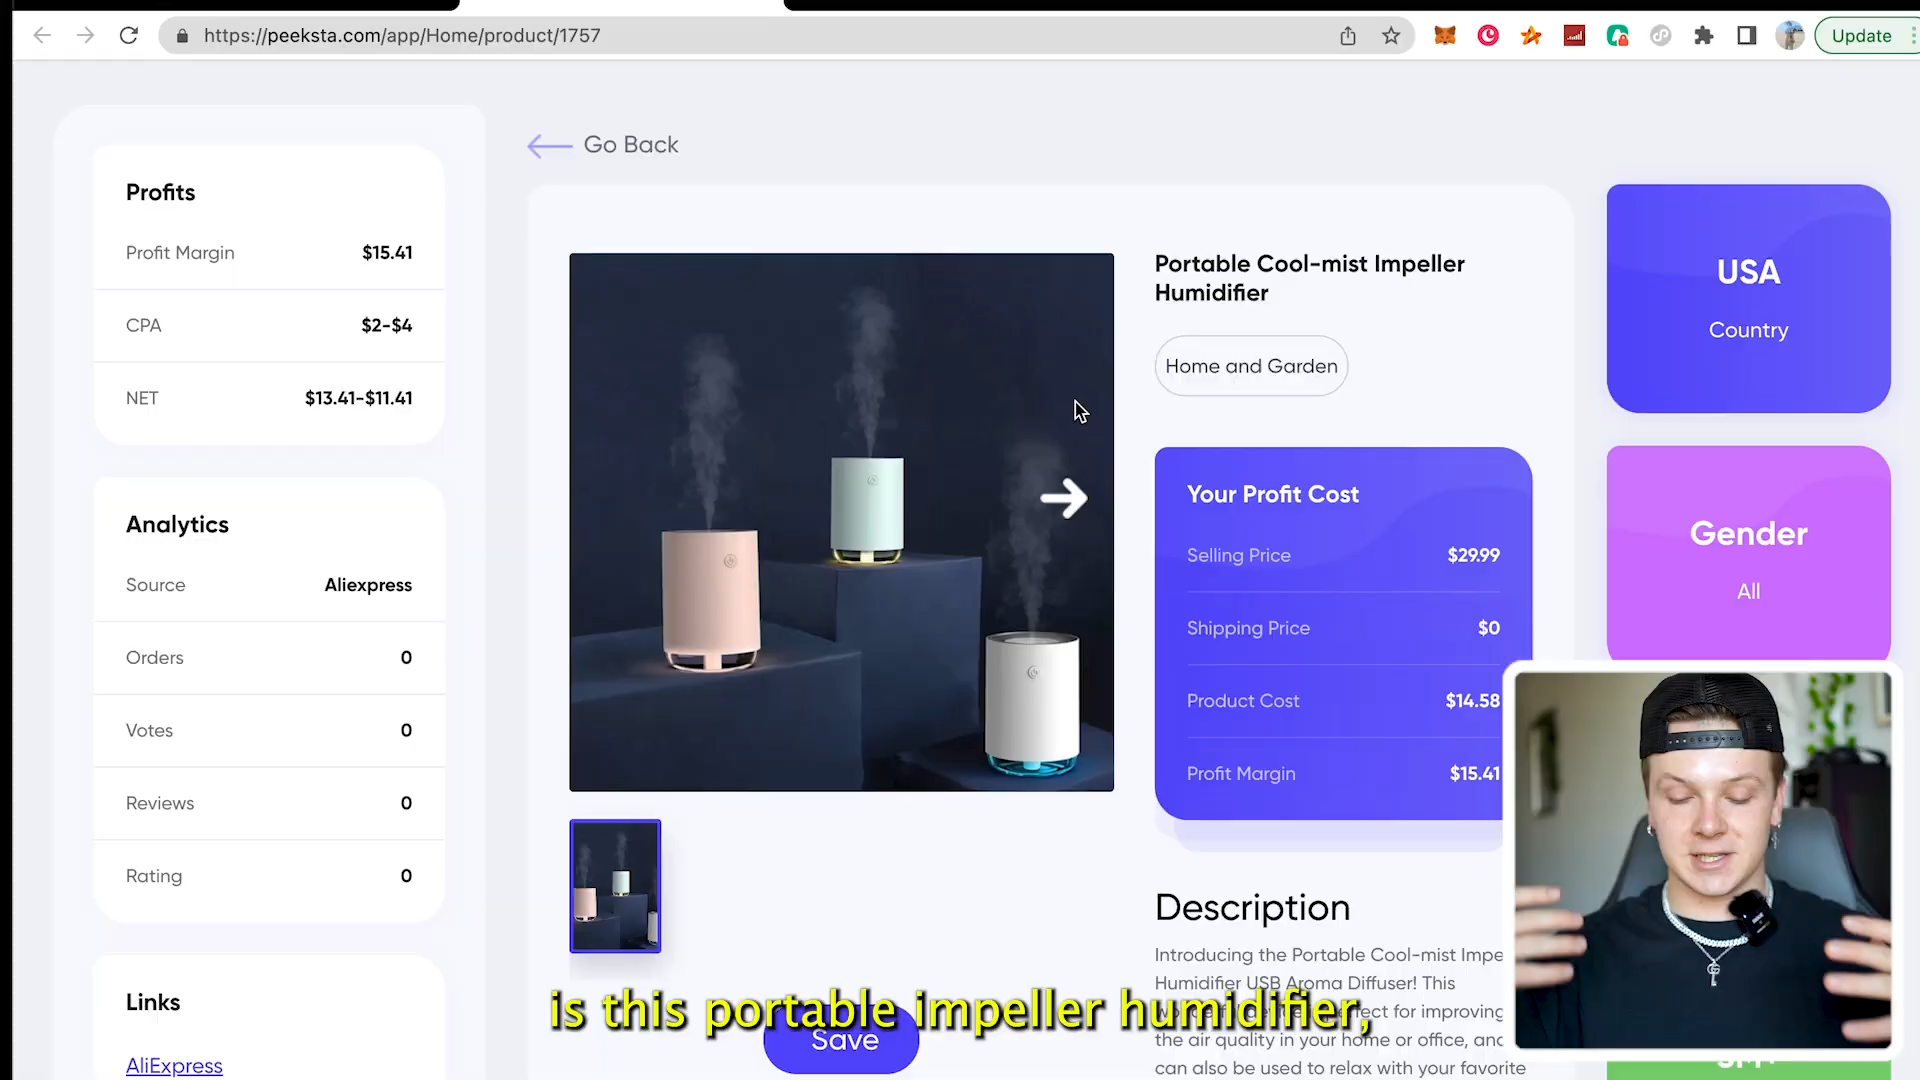 https://peeksta.com/app/Home/product/1757
Update
Go Back
Profits
Profit Margin $15.41
CPA $2-$4
NET $13.41-$11.41
Analytics
Source Aliexpress
Orders 0
Votes 0
Reviews 0
Rating 0
Links
AliExpress
Portable Cool-mist Impeller
Humidifier
Home and Garden
Your Profit Cost
Selling Price $29.99
Shipping Price $0
Product Cost $14.58
Profit Margin $15.41
Description
Introducing the Portable Cool-mist Impe
Humidifier USB Aroma Diffuser! This
for improving
the air quality in your home or office, and
can also be used to relax with your favorite
USA
Country
Gender
All
Save
is this portable impeller humidifier,